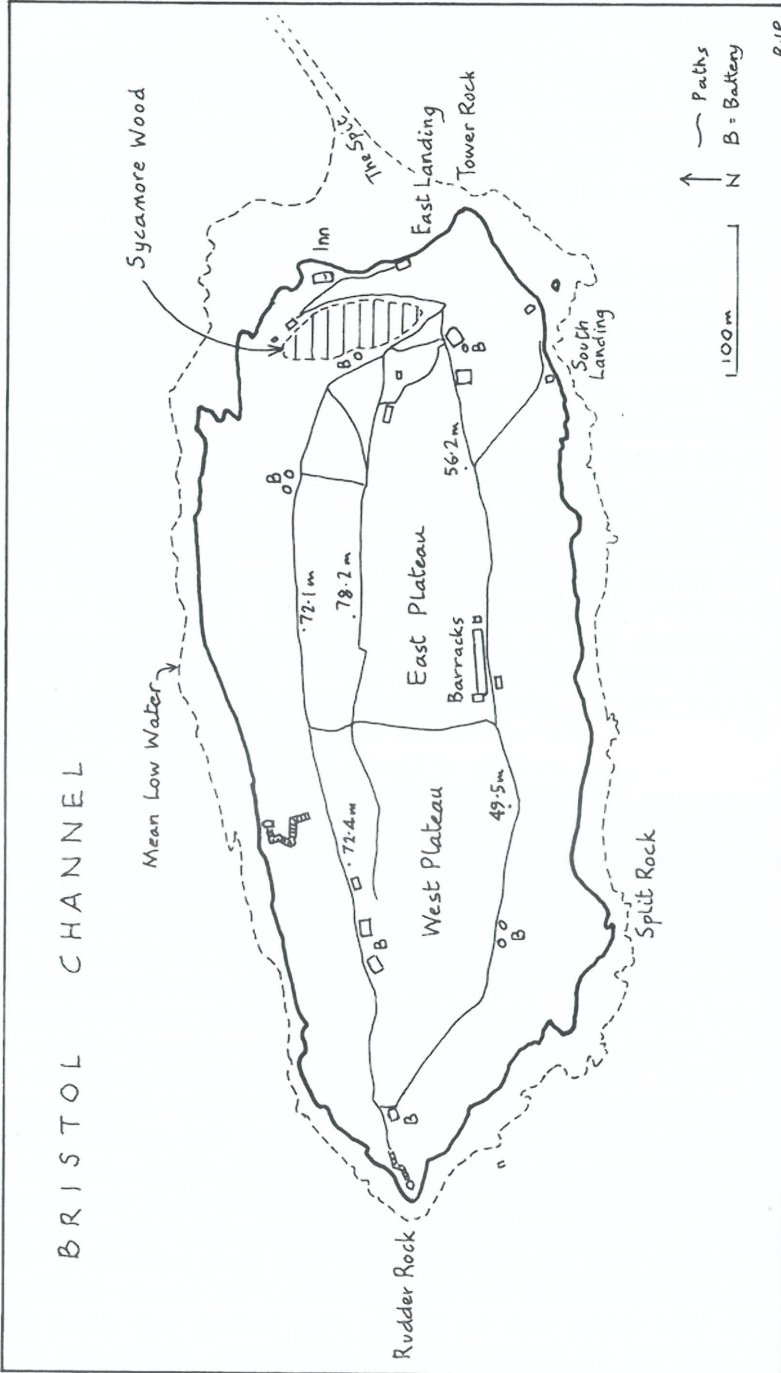 BRISTOL CHANNEL
Mean Low Water
Sycamore Wood
The Spit
Inn
East Landing
Tower Rock
B
B
72.1m
78.2m
72.4m
B
56.2m
B
East Plateau
Barracks
West Plateau
49.5m
B
B
South
Landing
Rudder Rock
Split Rock
100m
N
Paths
B = Battery